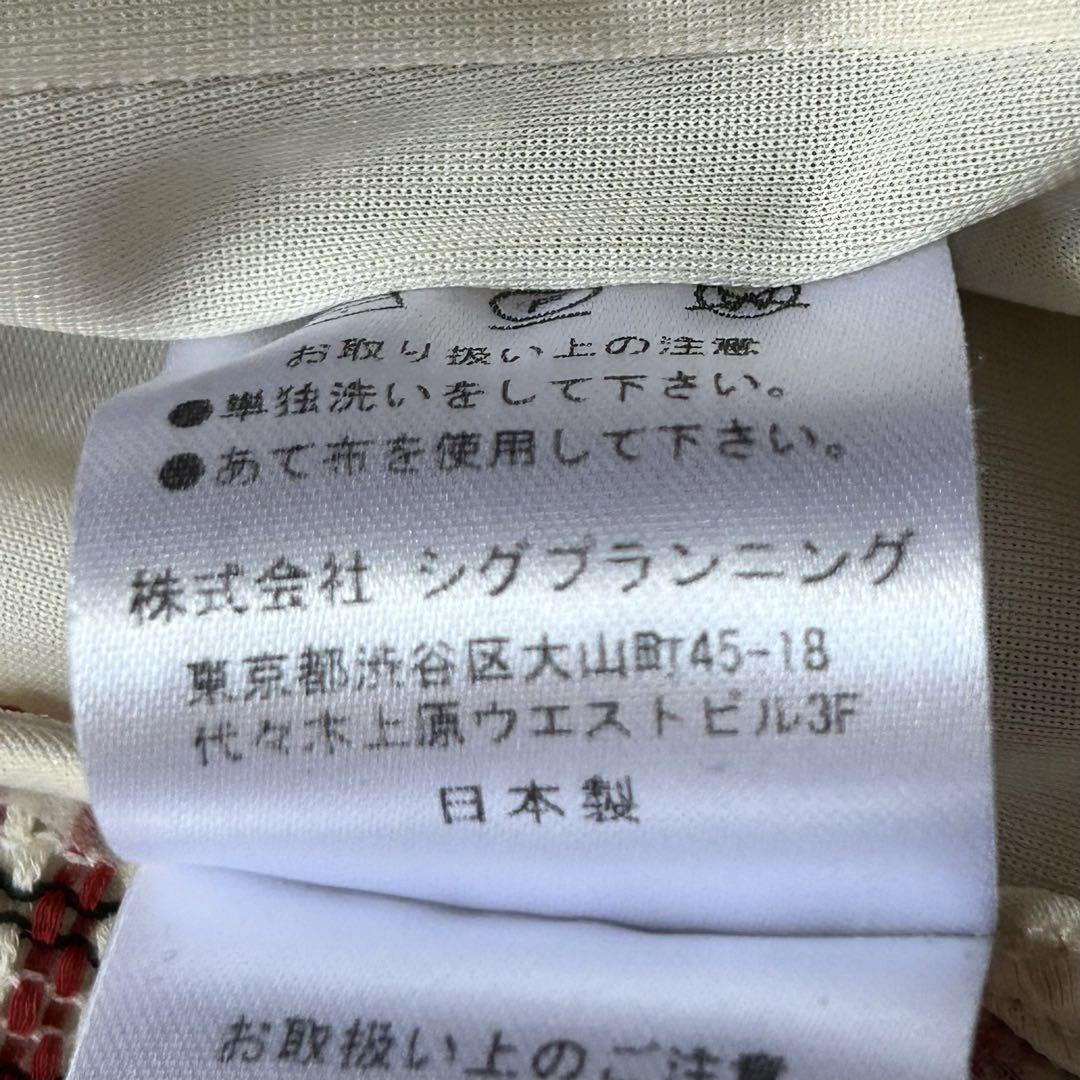 お取り扱い上の注意
●単独洗いをして下さい。
●あて布を使用して下さい。
株式会社 シグプランニング
東京都渋谷区大山町45-18
代々木上原ウエストビル3F
日本製
お取扱い上のご注意